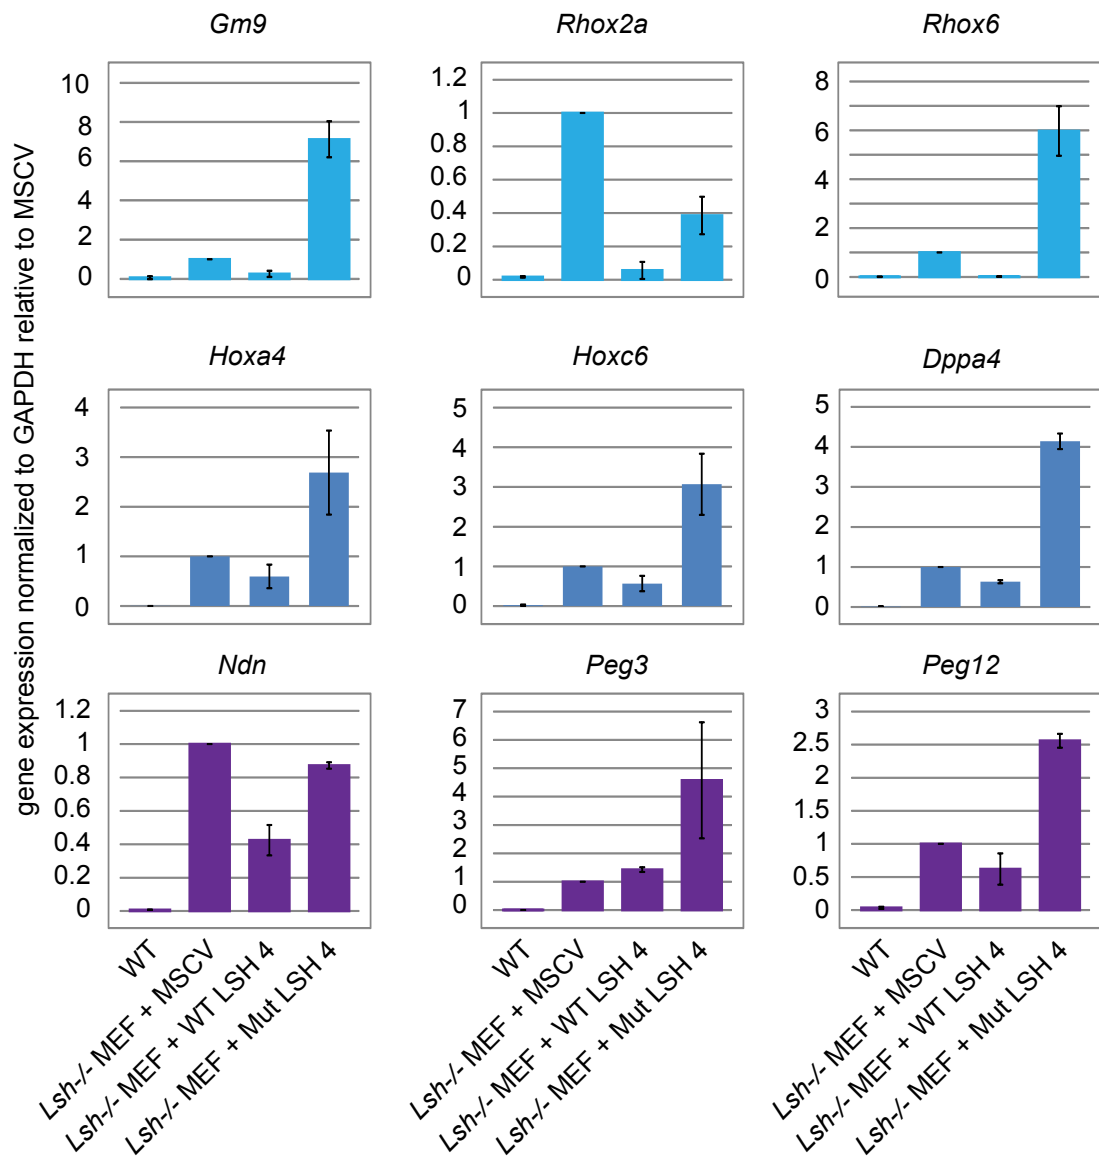 gene expression normalized to GAPDH relative to MSCV
Gm9
10
8
6
4
2
0
Rhox2a
1.2
1
0.8
0.6
0.4
0.2
0
Rhox6
8
6
4
2
0
Hoxa4
4
3
2
1
0
Hoxc6
5
4
3
2
1
0
Dppa4
5
4
3
2
1
0
Ndn
1.2
1
0.8
0.6
0.4
0.2
0
Peg3
7
6
5
4
3
2
1
0
Peg12
3
2.5
2
1
0.5
0
WT
Lsh-/- MEF + MSCV
Lsh-/- MEF + WT LSH 4
Lsh-/- MEF + Mut LSH 4
WT
Lsh-/- MEF + MSCV
Lsh-/- MEF + WT LSH 4
Lsh-/- MEF + Mut LSH 4
WT
Lsh-/- MEF + MSCV
Lsh-/- MEF + WT LSH 4
Lsh-/- MEF + Mut LSH 4